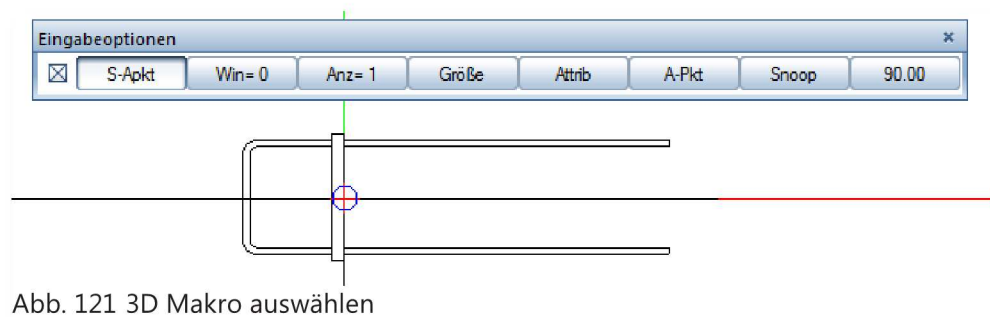 Eingabeoptionen
S-Apkt Win= 0 Anz= 1 Größe Attrib A-Pkt Snoop 90.00
Abb. 121 3D Makro auswählen